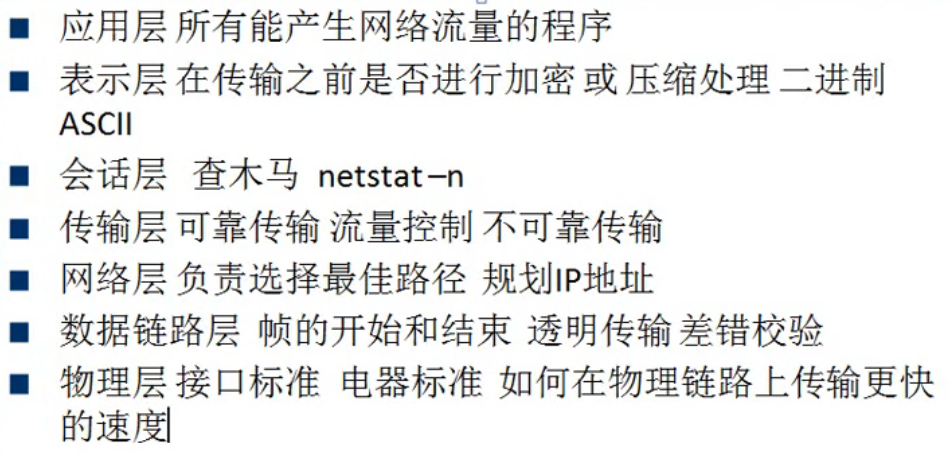 ■ 应用层 所有能产生网络流量的程序
■ 表示层 在传输之前是否进行加密 或 压缩处理 二进制
ASCII
■ 会话层 查木马 netstat –n
■ 传输层 可靠传输 流量控制 不可靠传输
■ 网络层 负责选择最佳路径 规划IP地址
■ 数据链路层 帧的开始和结束 透明传输 差错校验
■ 物理层 接口标准 电器标准 如何在物理链路上传输更快
的速度